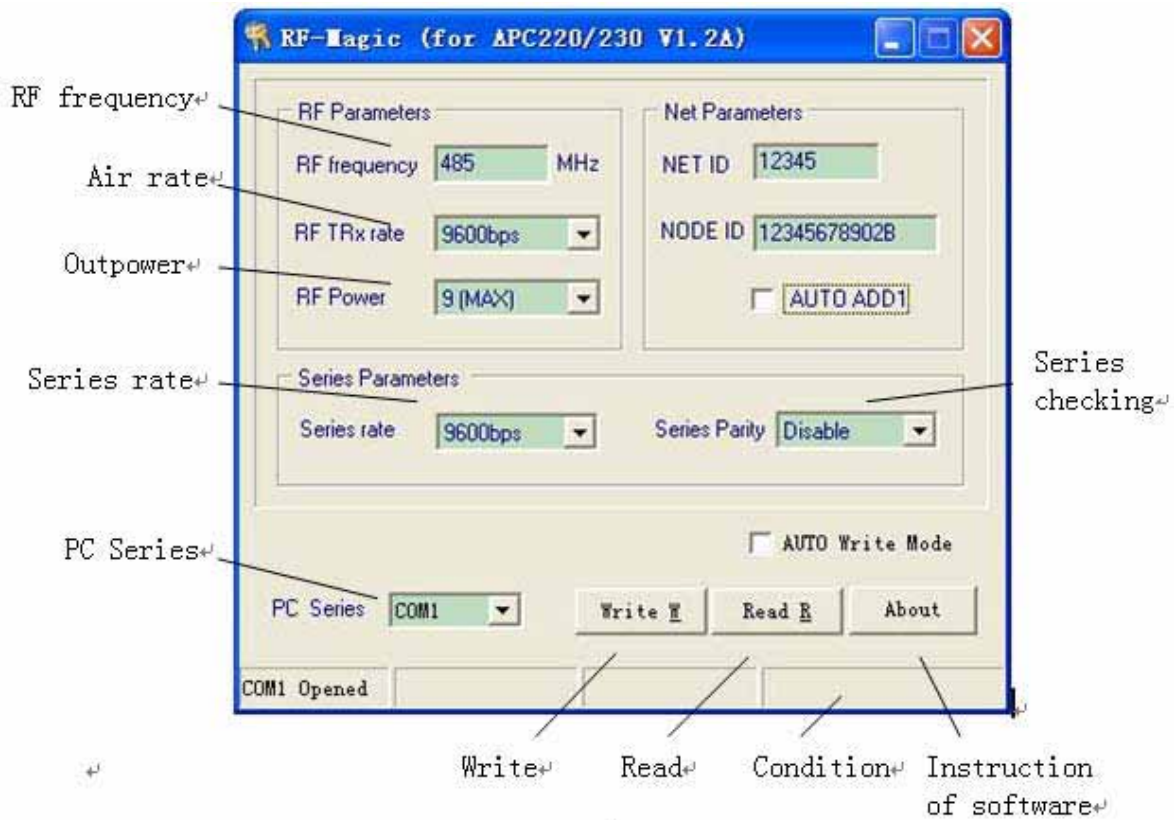 RF-Magic (for APC220/230 V1.2A)
RF frequency
Air rate
Outpower
Series rate
PC Series
RF Parameters
RF frequency 485 MHz
RF TRx rate 9600bps
RF Power 9 (MAX)
Net Parameters
NET ID 12345
NODE ID 12345678902B
AUTO ADD1
Series Parameters
Series rate 9600bps
Series Parity Disable
Series
checking
AUTO Write Mode
PC Series COM1
Write W
Read R
About
COM1 Opened
Write
Read
Condition
Instruction
of software